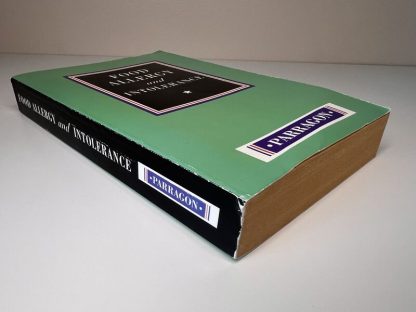 FOOD
ALLERGY
and
INTOLERANCE
★
• PARRAGON •
FOOD ALLERGY and INTOLERANCE
• PARRAGON •